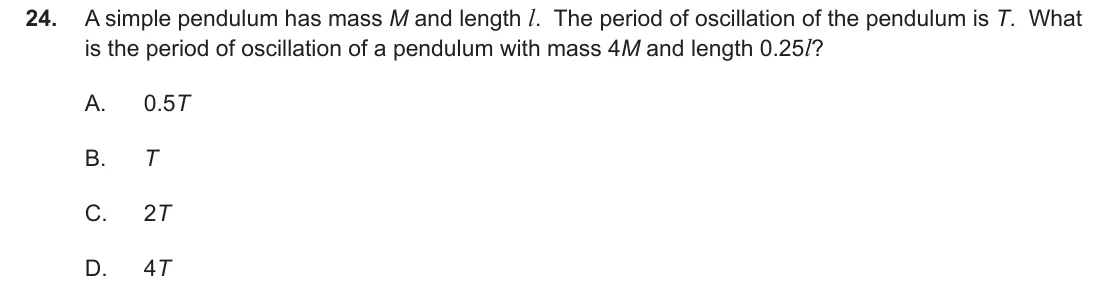 24. A simple pendulum has mass M and length l. The period of oscillation of the pendulum is T. What
is the period of oscillation of a pendulum with mass 4M and length 0.25l?
A. 0.5T
B. T
C. 2T
D. 4T